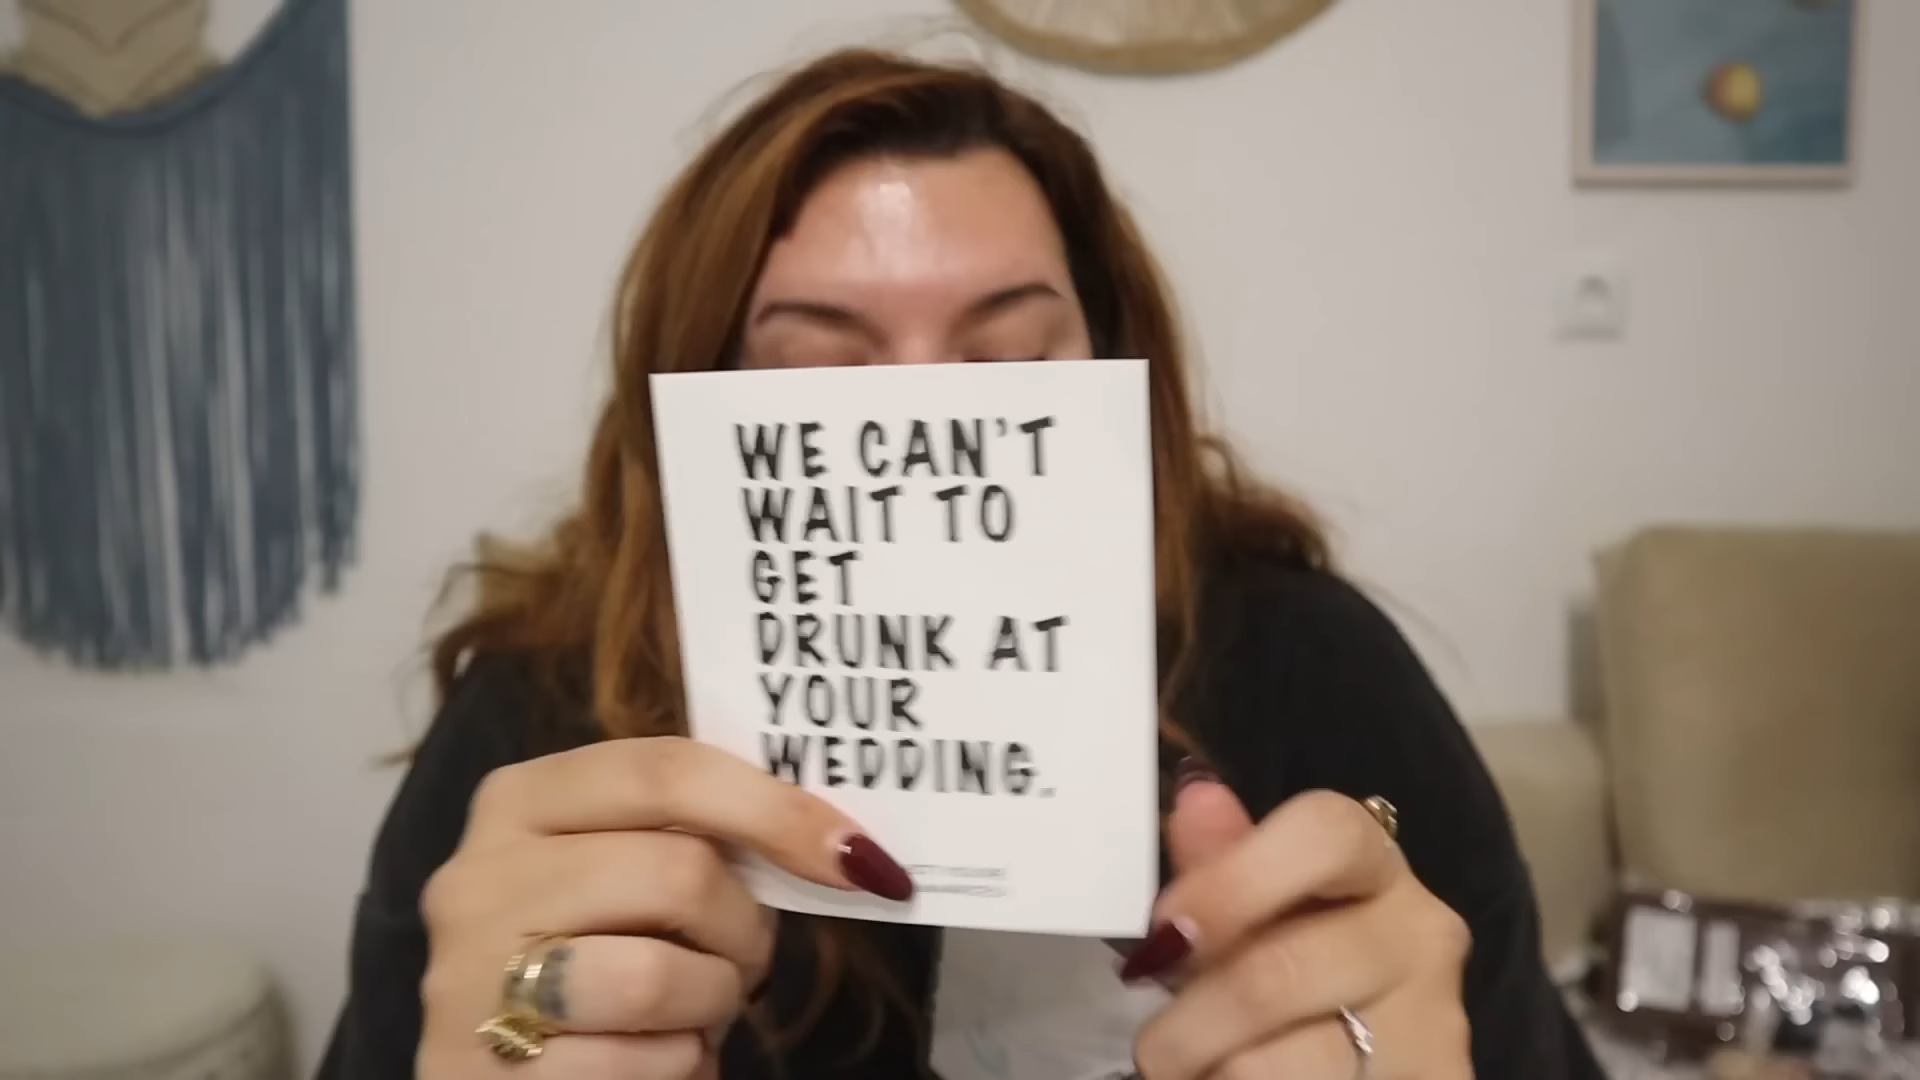 WE CAN'T
WAIT TO
GET
DRUNK AT
YOUR
WEDDING.